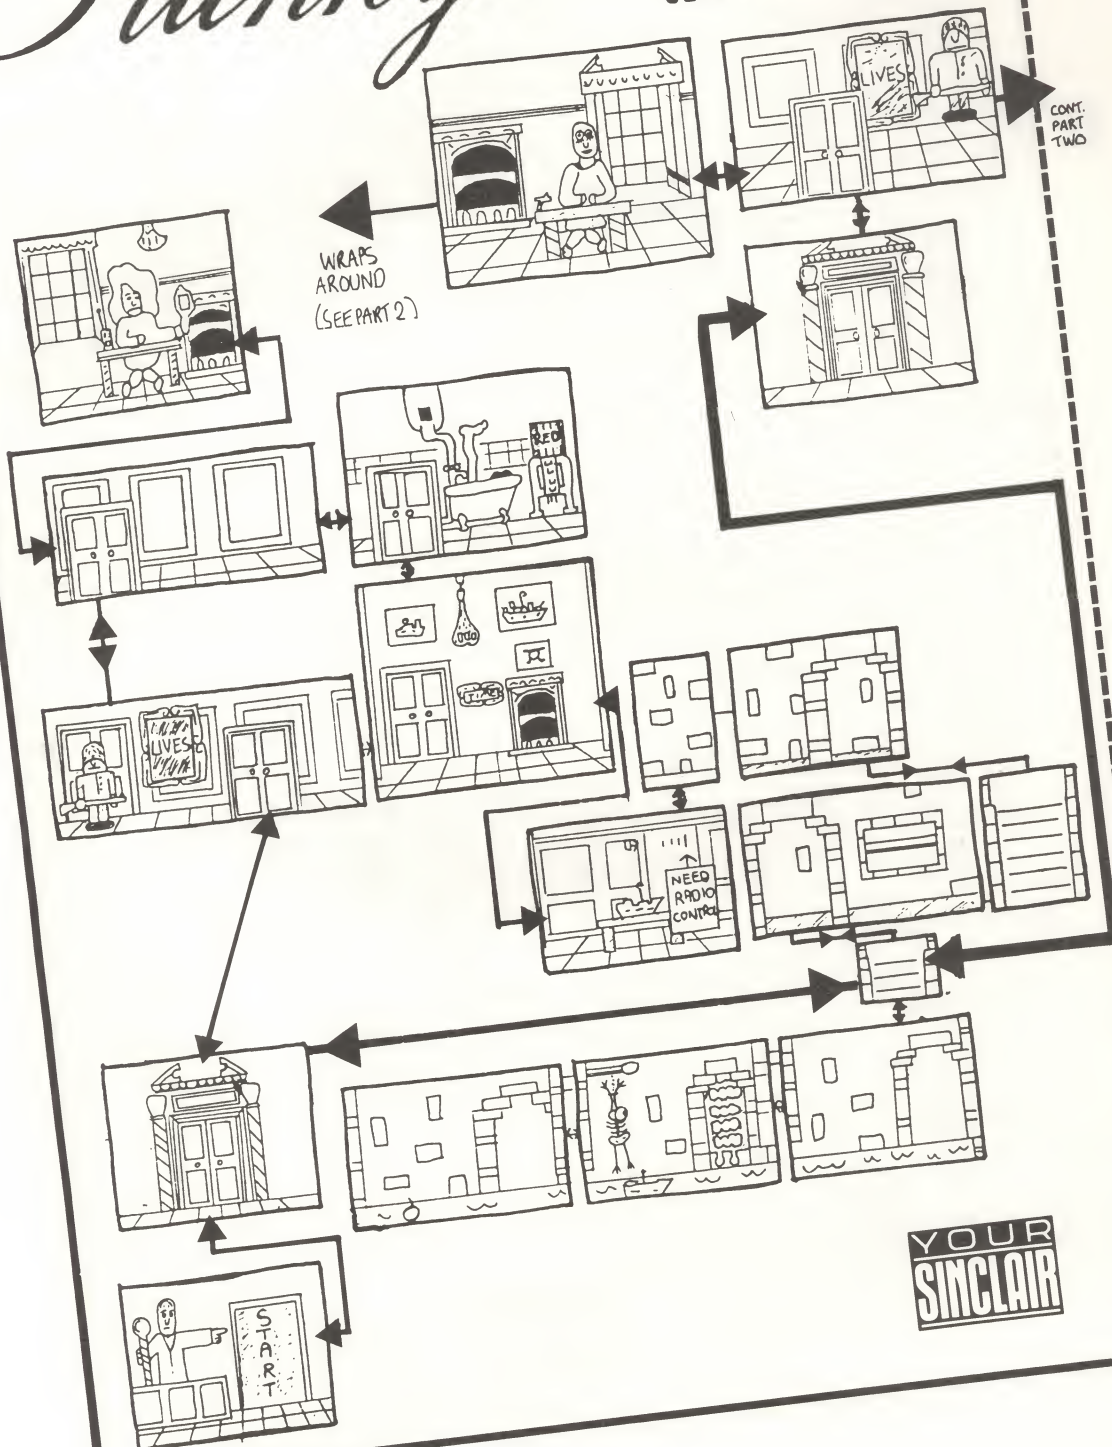 LIVES
CONT.
PART
TWO
WRAPS
AROUND
(SEE PART 2)
RED
LIVES
NEED
RADIO
CONTROL
START
YOUR
SINCLAIR